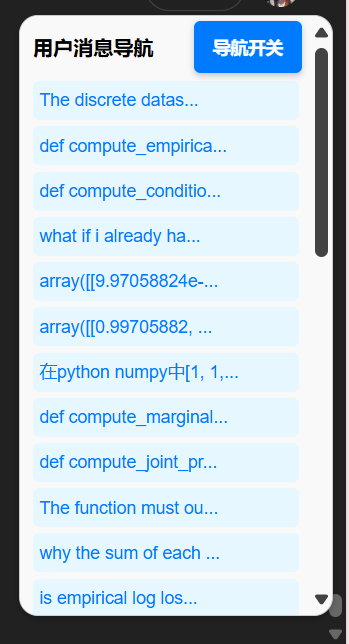 用户消息导航 导航开关
The discrete datas...
def compute_empirica...
def compute_conditio...
what if i already ha...
array([[9.97058824e-...
array([[0.99705882, ...
在python numpy中[1, 1,...
def compute_marginal...
def compute_joint_pr...
The function must ou...
why the sum of each ...
is empirical log los...